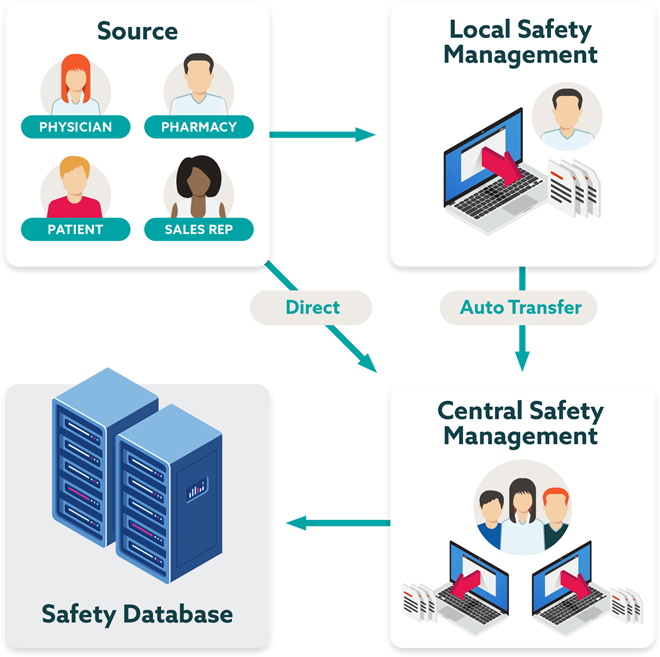 Source
PHYSICIAN
PHARMACY
PATIENT
SALES REP
Local Safety
Management
Direct
Auto Transfer
Central Safety
Management
Safety Database